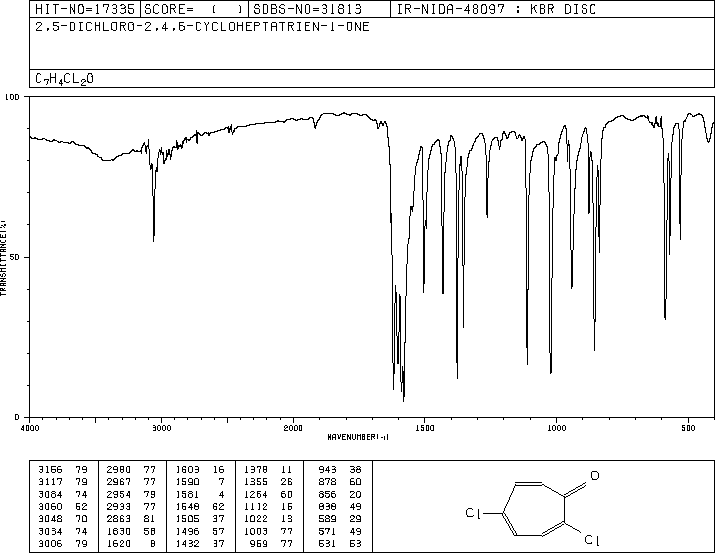 HIT-NO=17335 SCORE= ( ) SDBS-NO=31813 IR-NIDA-48097 : KBR DISC
2,5-DICHLORO-2,4,6-CYCLOHEPTATRIEN-1-ONE
C7H4CL2O
100
50
0
TRANSMITTANCE(%)
4000 3000 2000 1500 1000 500
WAVENUMBER(-1)
3166 79 2980 77 1603 16 1378 11 943 38
3117 79 2967 77 1590 7 1355 26 878 60
3084 74 2954 79 1581 4 1264 60 856 20
3060 52 2933 77 1548 62 1112 16 838 49
3048 70 2863 81 1505 37 1022 13 589 29
3034 74 1630 58 1496 57 1003 77 571 49
3006 79 1620 8 1432 37 969 77 531 53
O
Cl
Cl